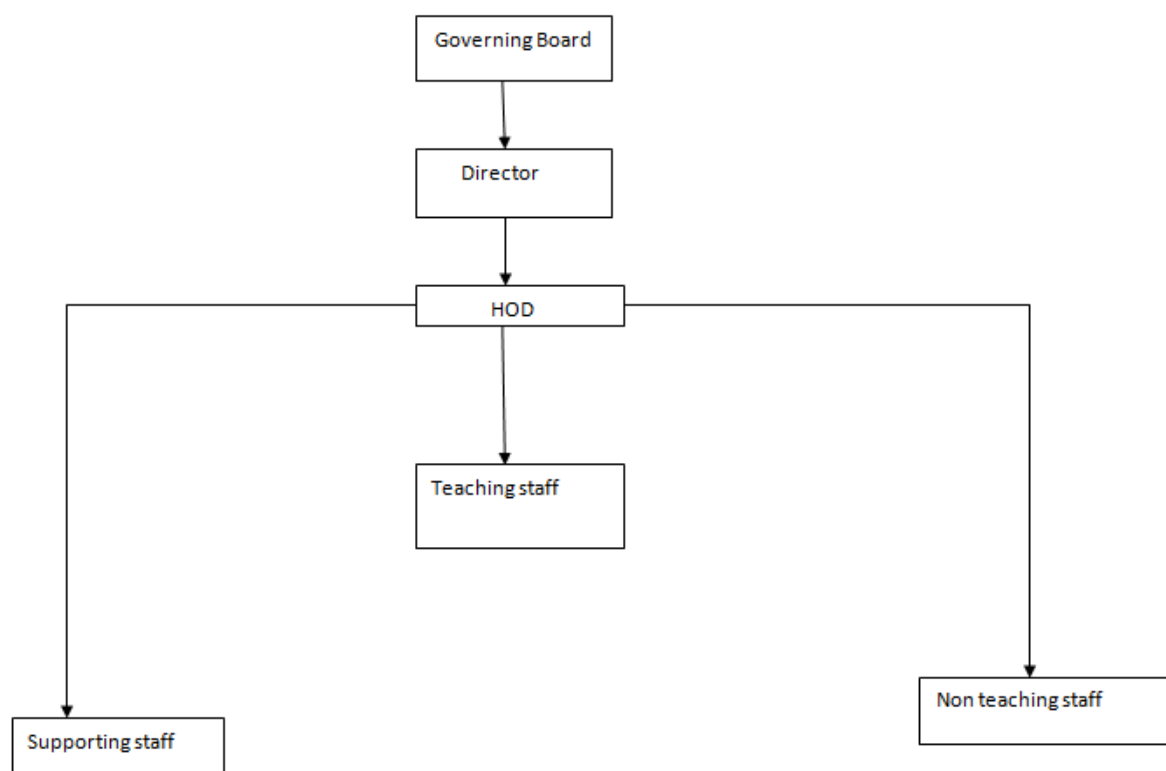 Governing Board
Director
HOD
Teaching staff
Non teaching staff
Supporting staff